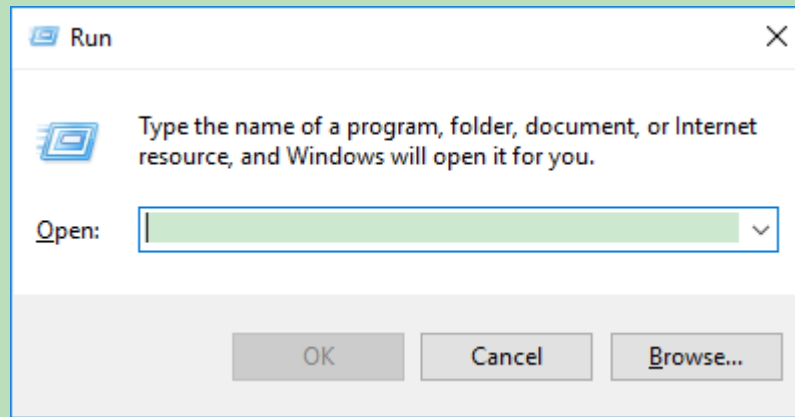 Run
Type the name of a program, folder, document, or Internet
resource, and Windows will open it for you.
Open:
OK
Cancel
Browse...